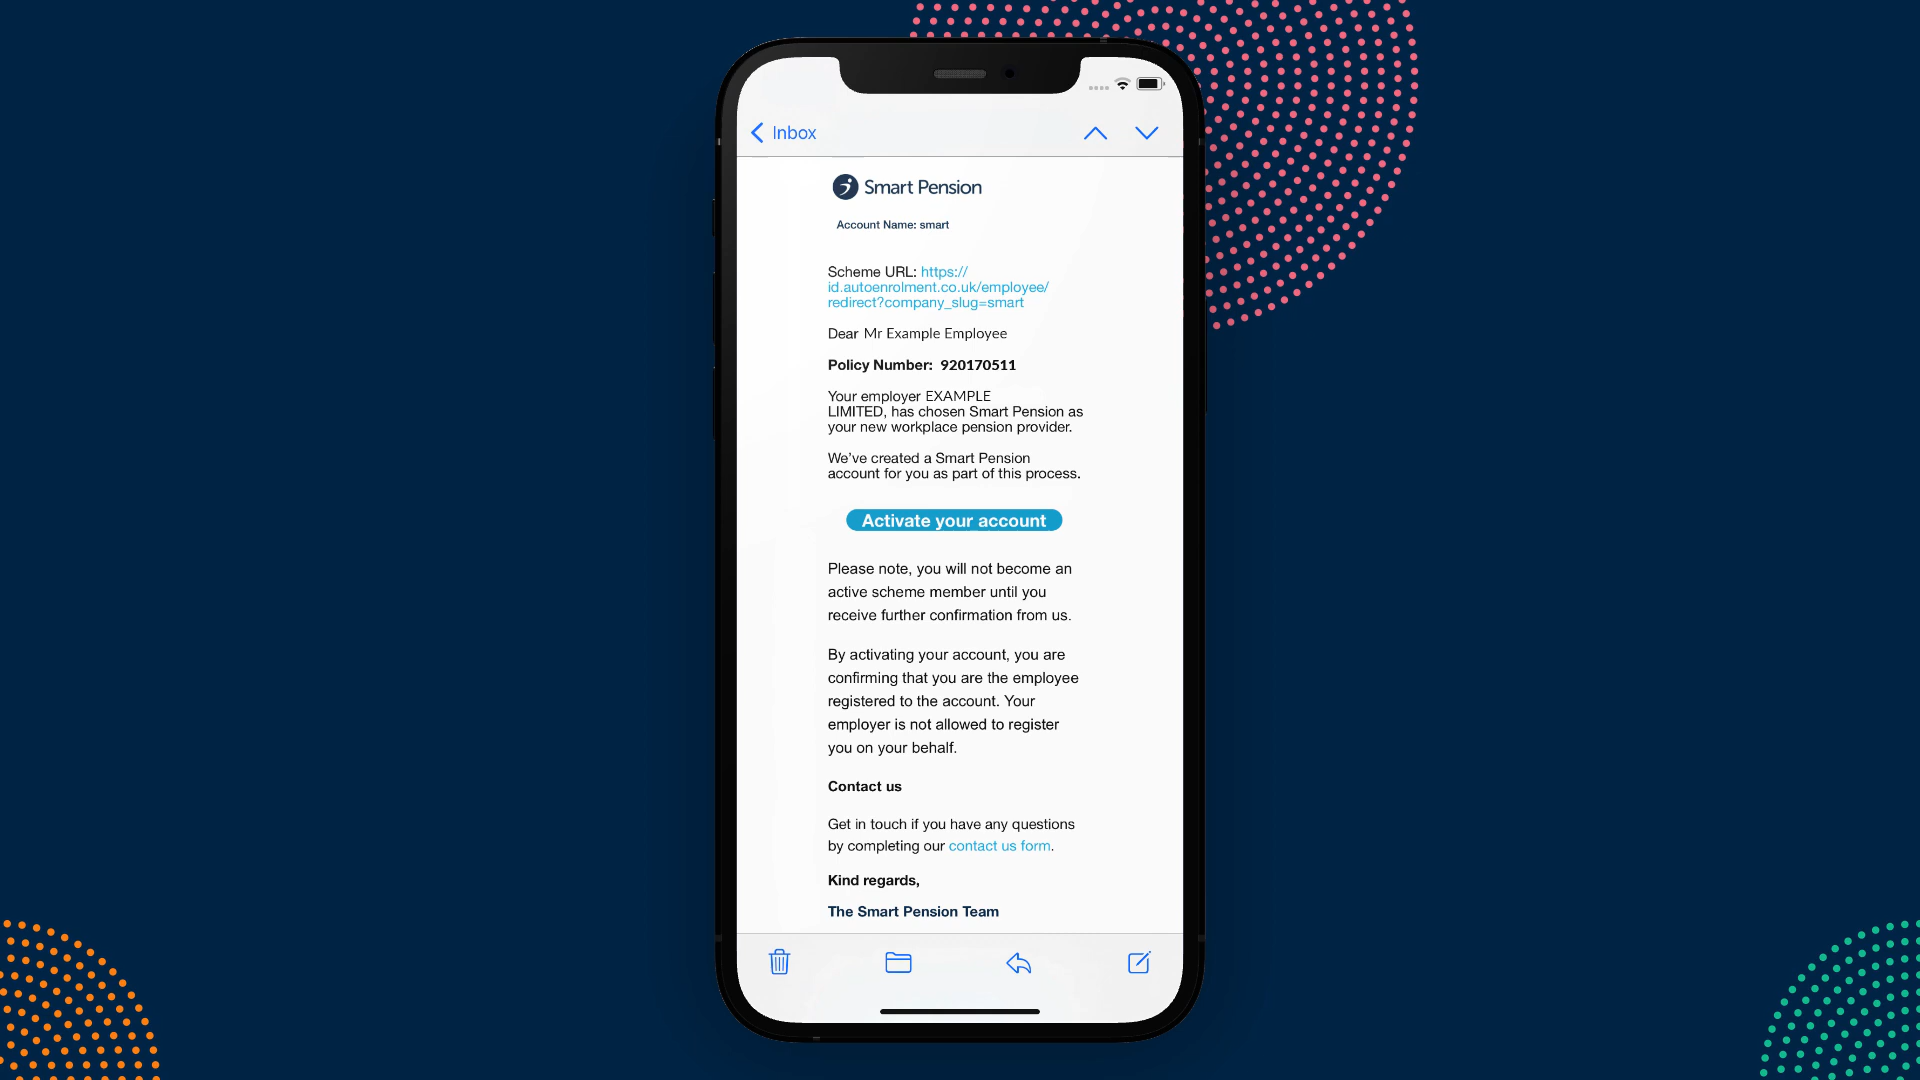 Inbox
Smart Pension
Account Name: smart
Scheme URL: https://
id.autoenrolment.co.uk/employee/
redirect?company_slug=smart
Dear Mr Example Employee
Policy Number: 920170511
Your employer EXAMPLE
LIMITED, has chosen Smart Pension as
your new workplace pension provider.
We've created a Smart Pension
account for you as part of this process.
Activate your account
Please note, you will not become an
active scheme member until you
receive further confirmation from us.
By activating your account, you are
confirming that you are the employee
registered to the account. Your
employer is not allowed to register
you on your behalf.
Contact us
Get in touch if you have any questions
by completing our contact us form.
Kind regards,
The Smart Pension Team